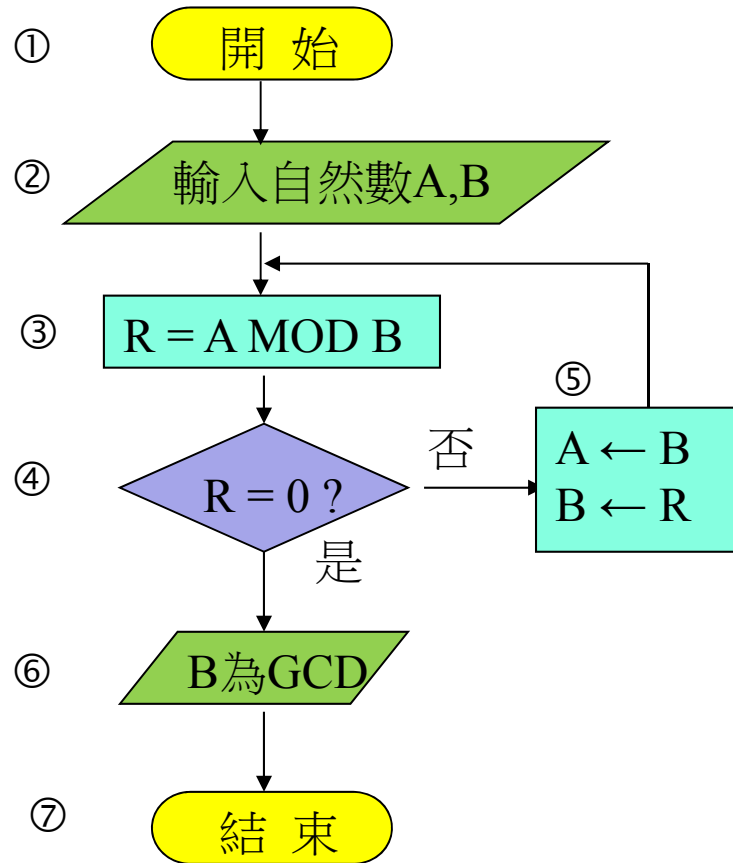 ① 開 始
② 輸入自然數A,B
③ R = A MOD B
④ R = 0 ?
否
是
⑤
A ← B
B ← R
⑥ B為GCD
⑦ 結 束